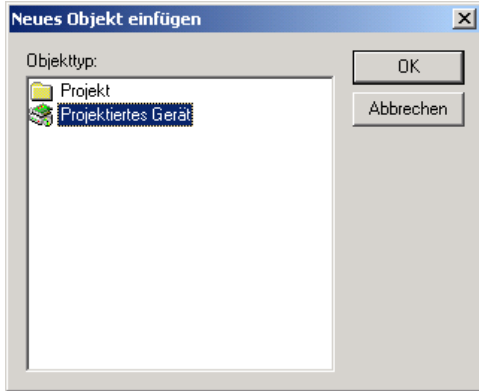 Neues Objekt einfügen
Objekttyp:
Projekt
Projektiertes Gerät
OK
Abbrechen